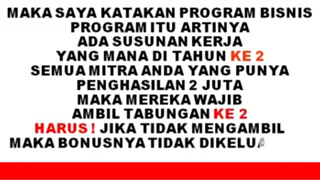 MAKA SAYA KATAKAN PROGRAM BISNIS
PROGRAM ITU ARTINYA
ADA SUSUNAN KERJA
YANG MANA DI TAHUN KE 2
SEMUA MITRA ANDA YANG PUNYA
PENGHASILAN 2 JUTA
MAKA MEREKA WAJIB
AMBIL TABUNGAN KE 2
HARUS ! JIKA TIDAK MENGAMBIL
MAKA BONUSNYA TIDAK